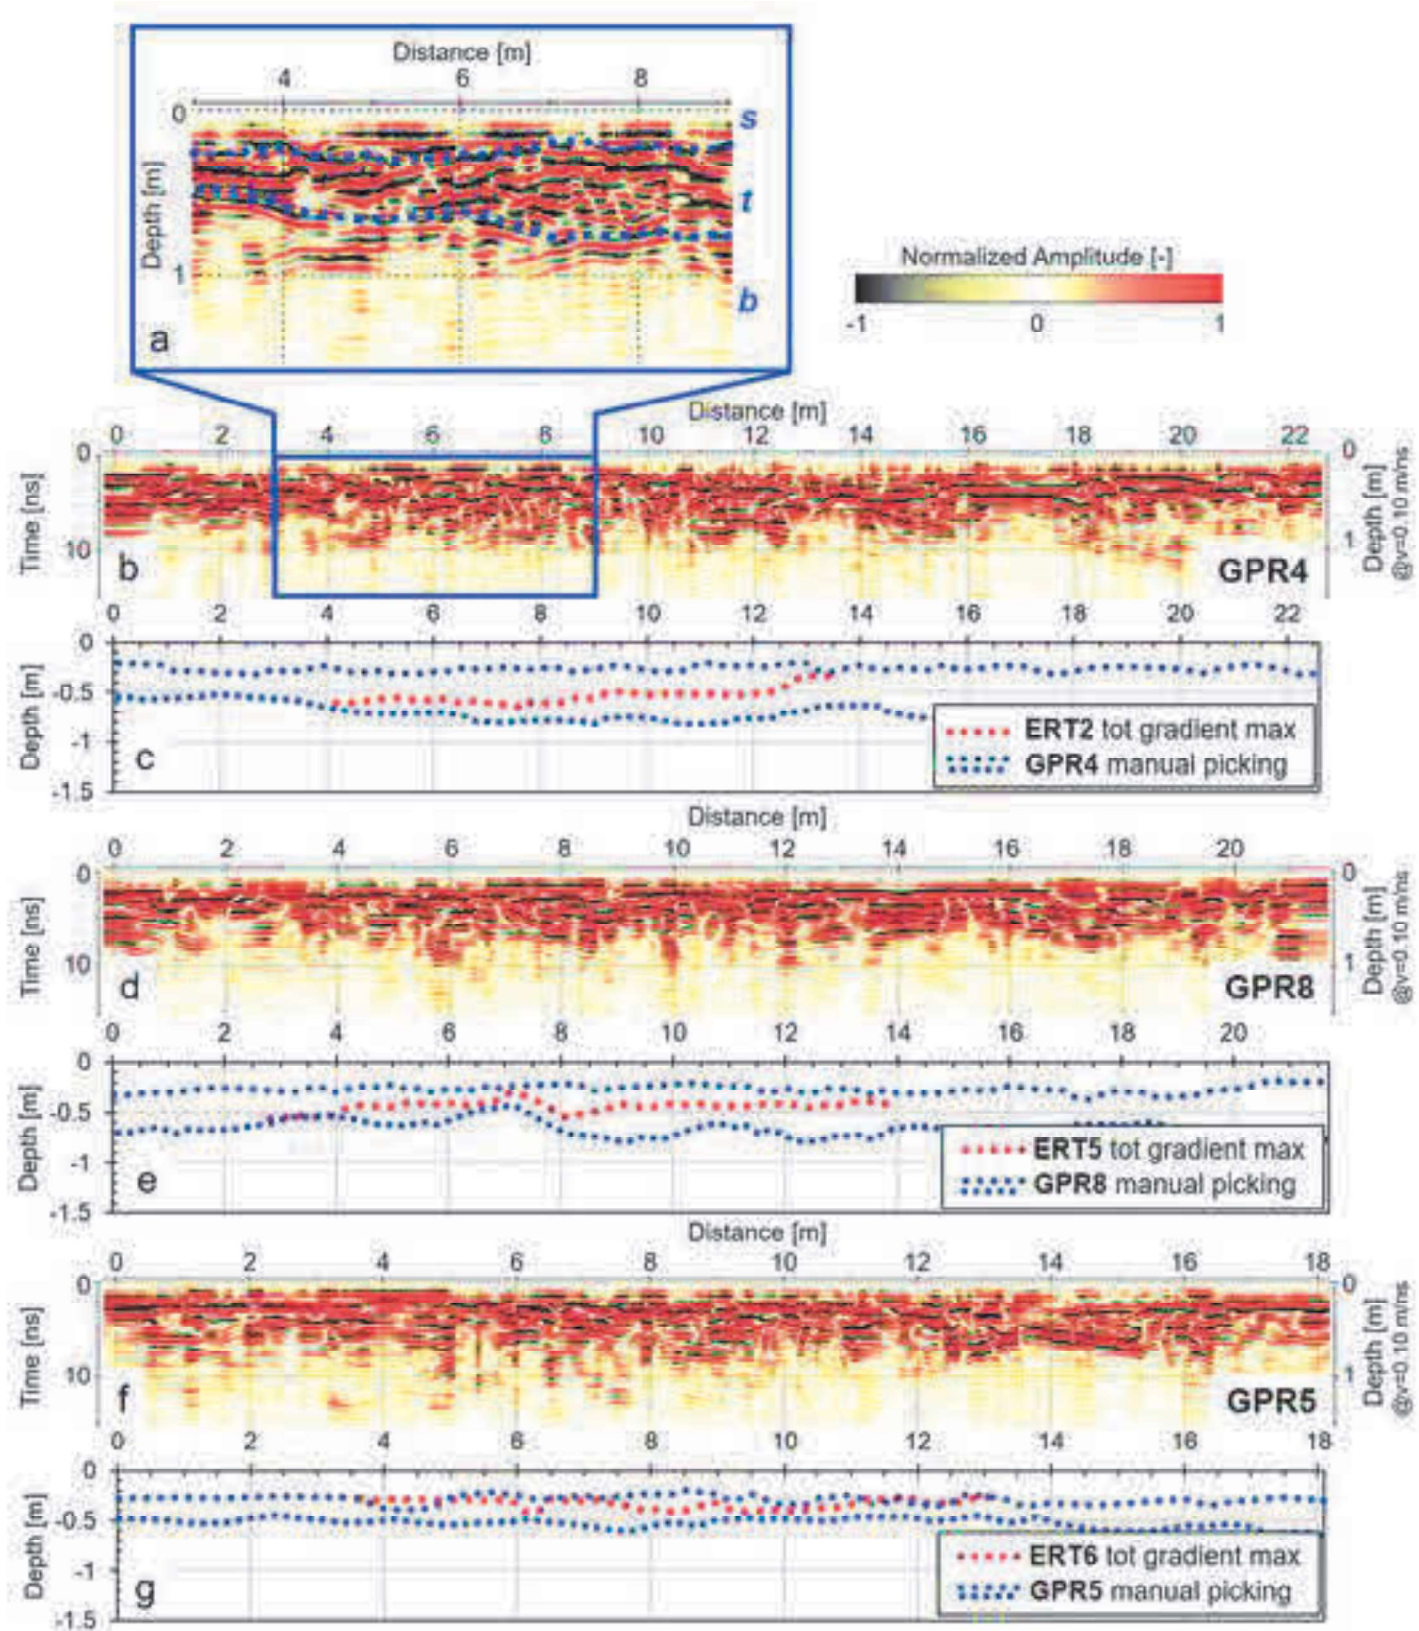 Distance [m]
4 6 8
0
s
Depth [m]
t
1
b
a
Normalized Amplitude [-]
-1 0 1
Distance [m]
0 2 4 6 8 10 12 14 16 18 20 22
0 0
Time [ns]
Depth [m]
@v=0.10 m/ns
10 1
b
GPR4
0 2 4 6 8 10 12 14 16 18 20 22
0
Depth [m]
-0.5
-1
-1.5
c
ERT2 tot gradient max
GPR4 manual picking
Distance [m]
0 2 4 6 8 10 12 14 16 18 20
0 0
Time [ns]
Depth [m]
@v=0.10 m/ns
10 1
d
GPR8
0 2 4 6 8 10 12 14 16 18 20
0
Depth [m]
-0.5
-1
-1.5
e
ERT5 tot gradient max
GPR8 manual picking
Distance [m]
0 2 4 6 8 10 12 14 16 18
0 0
Time [ns]
Depth [m]
@v=0.10 m/ns
10 1
f
GPR5
0 2 4 6 8 10 12 14 16 18
0
Depth [m]
-0.5
-1
-1.5
g
ERT6 tot gradient max
GPR5 manual picking